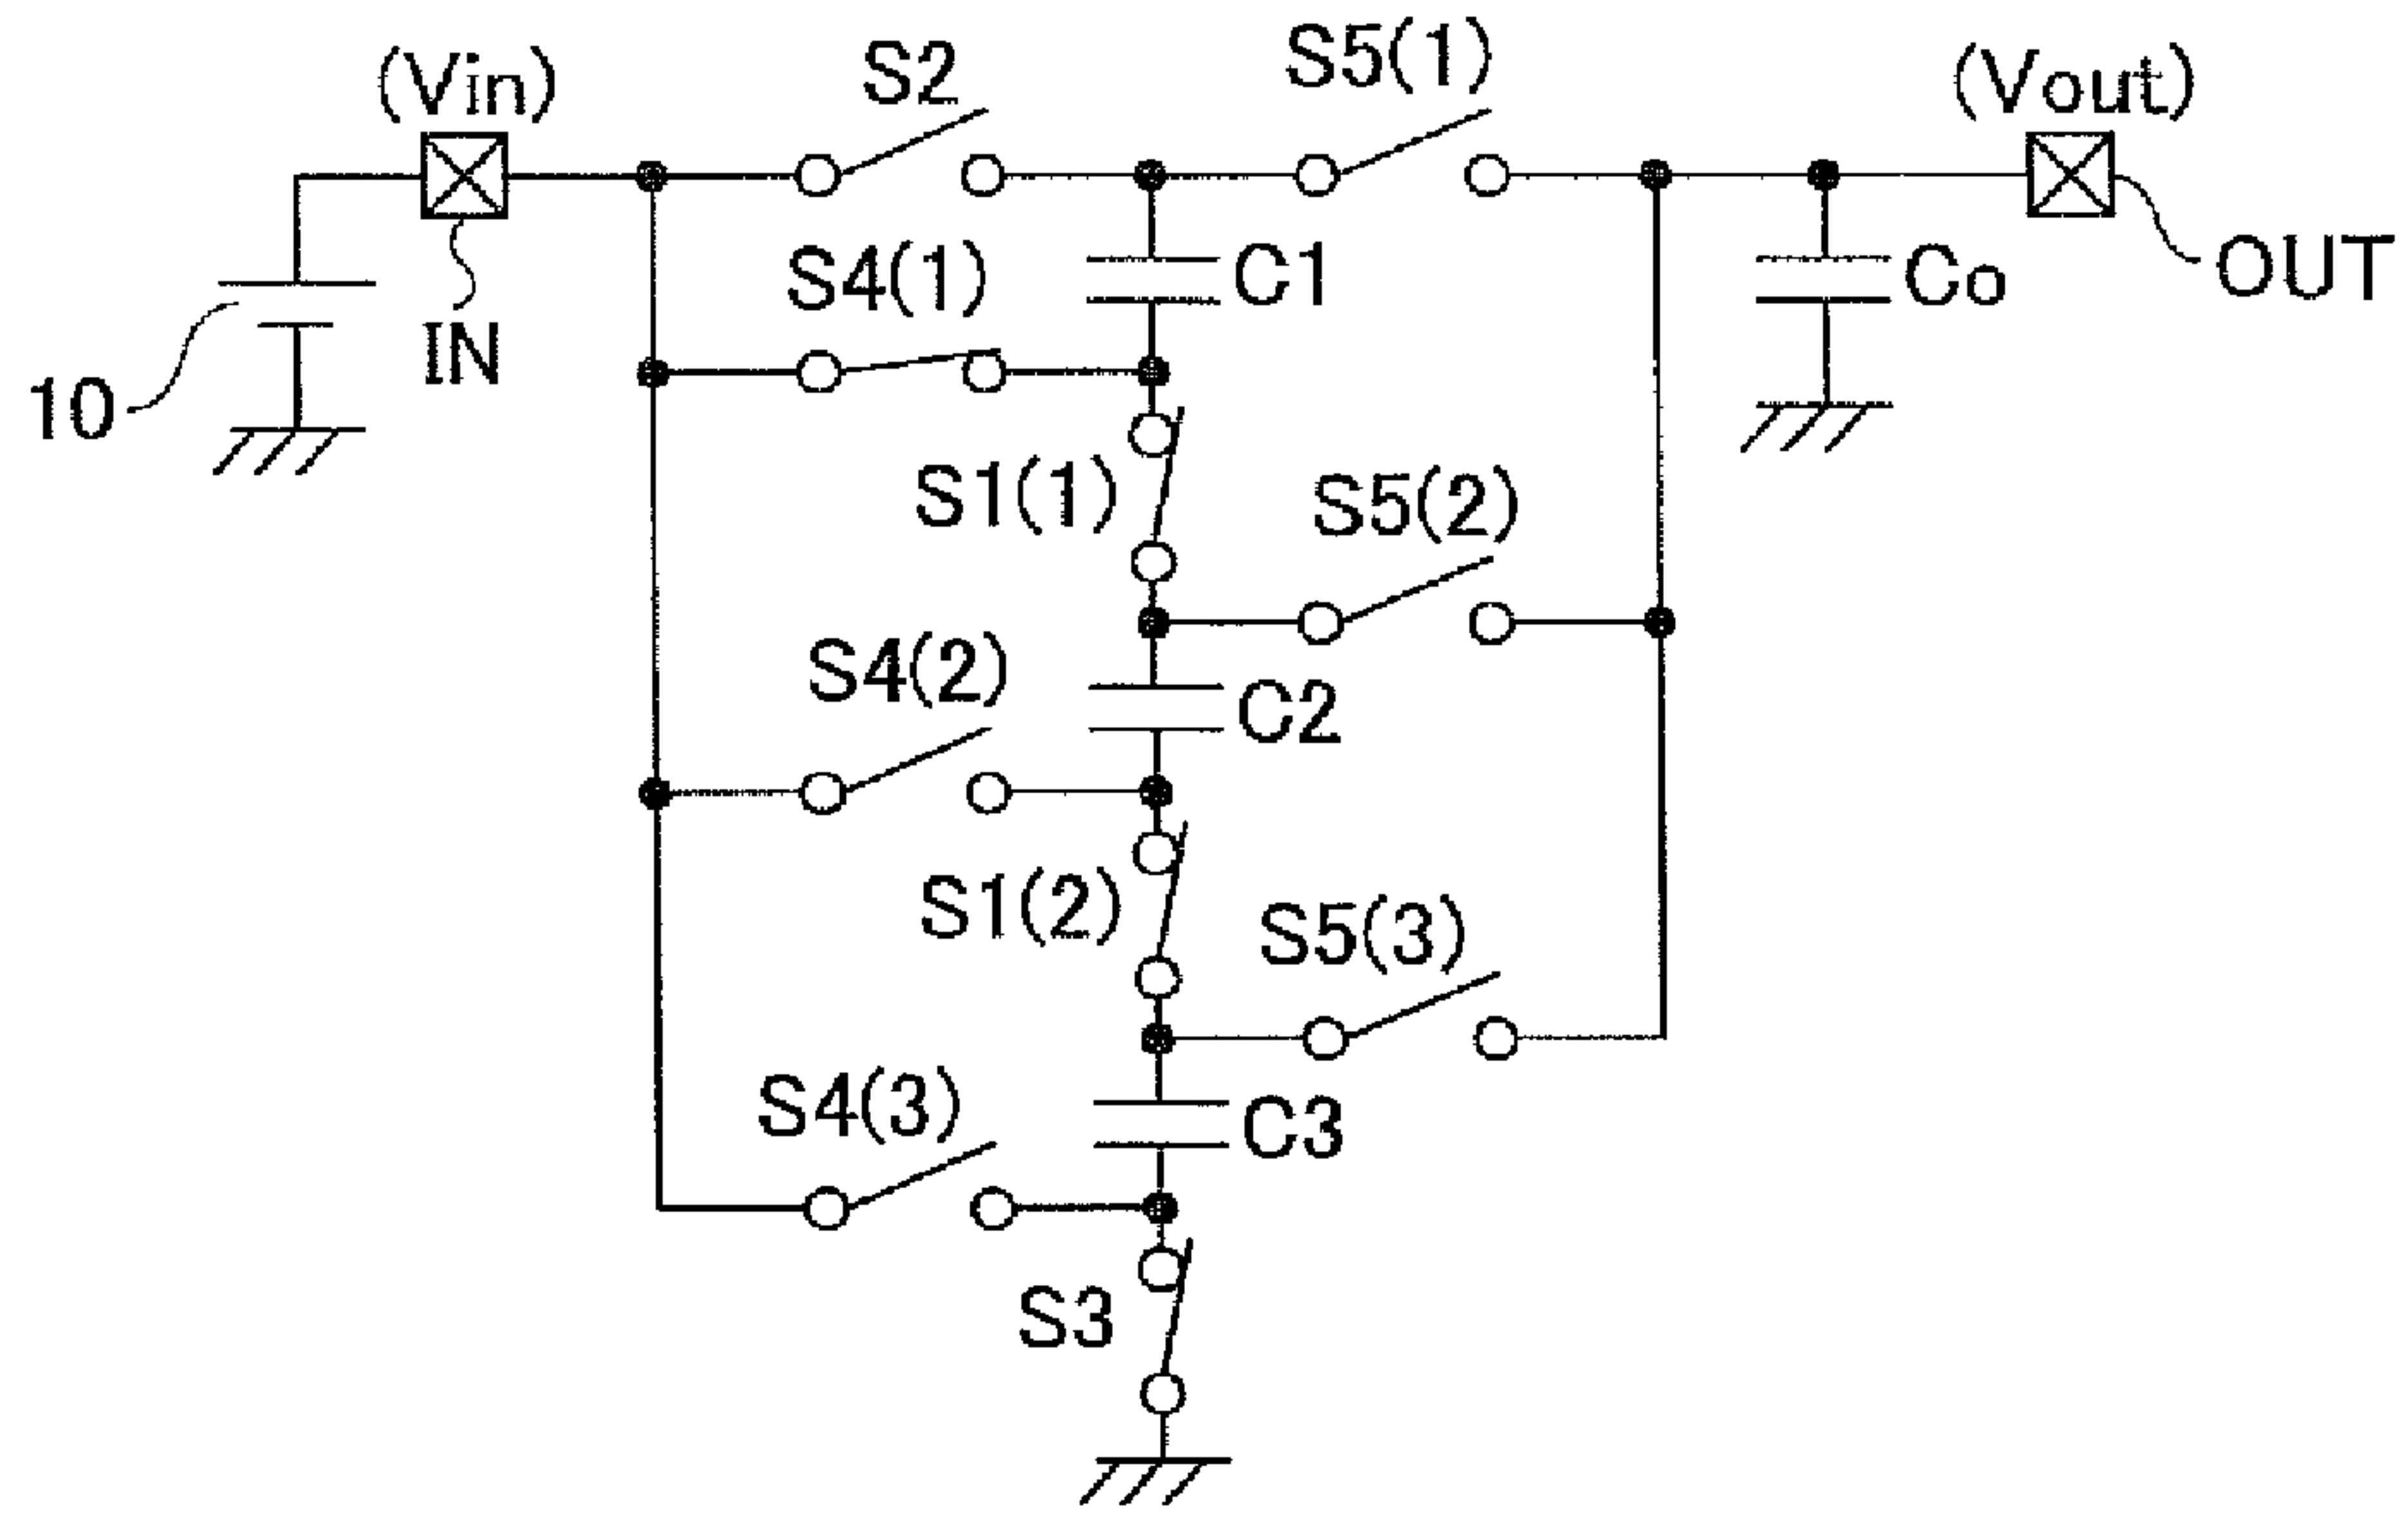 (Vin)
S2
S5(1)
(Vout)
S4(1)
C1
Co
OUT
IN
10
S1(1)
S5(2)
S4(2)
C2
S1(2)
S5(3)
S4(3)
C3
S3